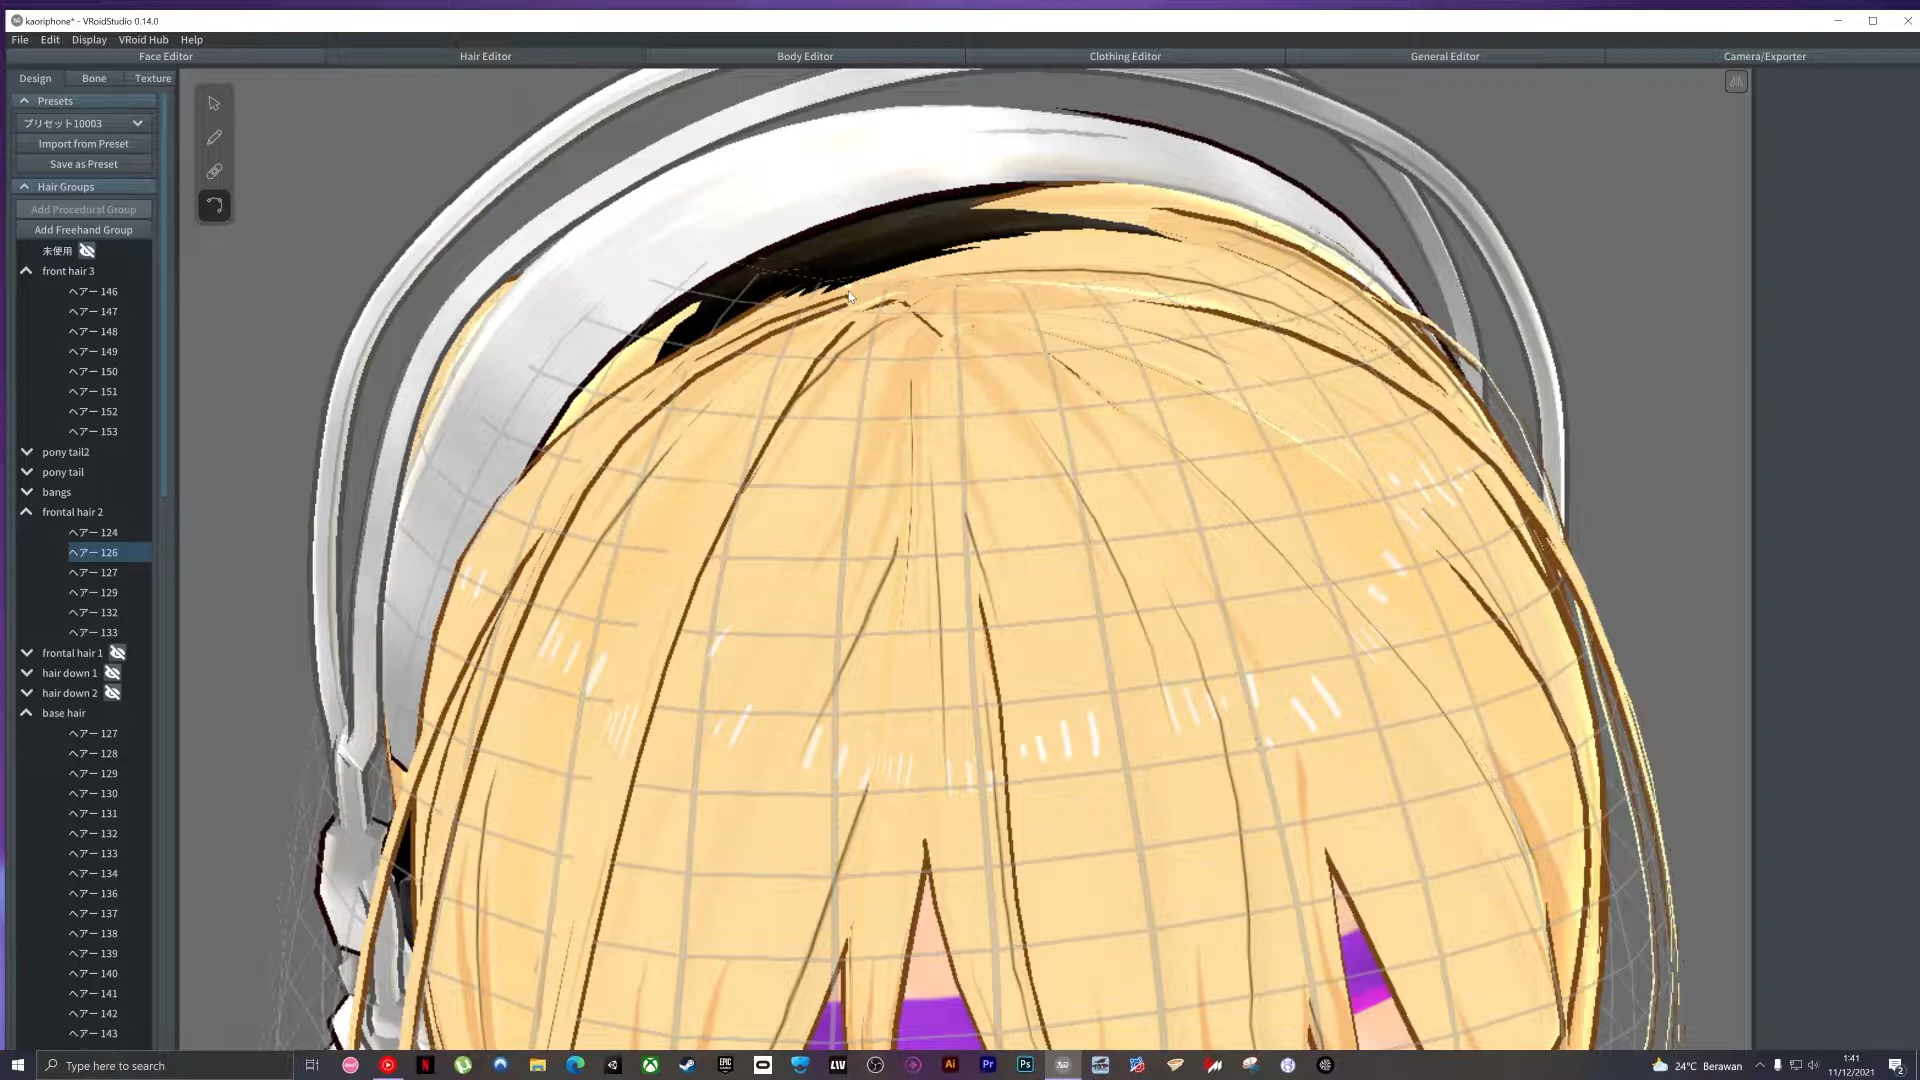 kaoriphone* - VRoidStudio 0.14.0
File Edit Display VRoid Hub Help
Face Editor Hair Editor Body Editor Clothing Editor General Editor Camera/Exporter
Design Bone Texture
Presets
プリセット10003
Import from Preset
Save as Preset
Hair Groups
Add Procedural Group
Add Freehand Group
未使用
front hair 3
ヘアー 146
ヘアー 147
ヘアー 148
ヘアー 149
ヘアー 150
ヘアー 151
ヘアー 152
ヘアー 153
pony tail2
pony tail
bangs
frontal hair 2
ヘアー 124
ヘアー 126
ヘアー 127
ヘアー 129
ヘアー 132
ヘアー 133
frontal hair 1
hair down 1
hair down 2
base hair
ヘアー 127
ヘアー 128
ヘアー 129
ヘアー 130
ヘアー 131
ヘアー 132
ヘアー 133
ヘアー 134
ヘアー 136
ヘアー 137
ヘアー 138
ヘアー 139
ヘアー 140
ヘアー 141
ヘアー 142
ヘアー 143
Type here to search
EPIC
LIV
Ai
Pr
Ps
24°C Berawan
1:41
11/12/2021
2